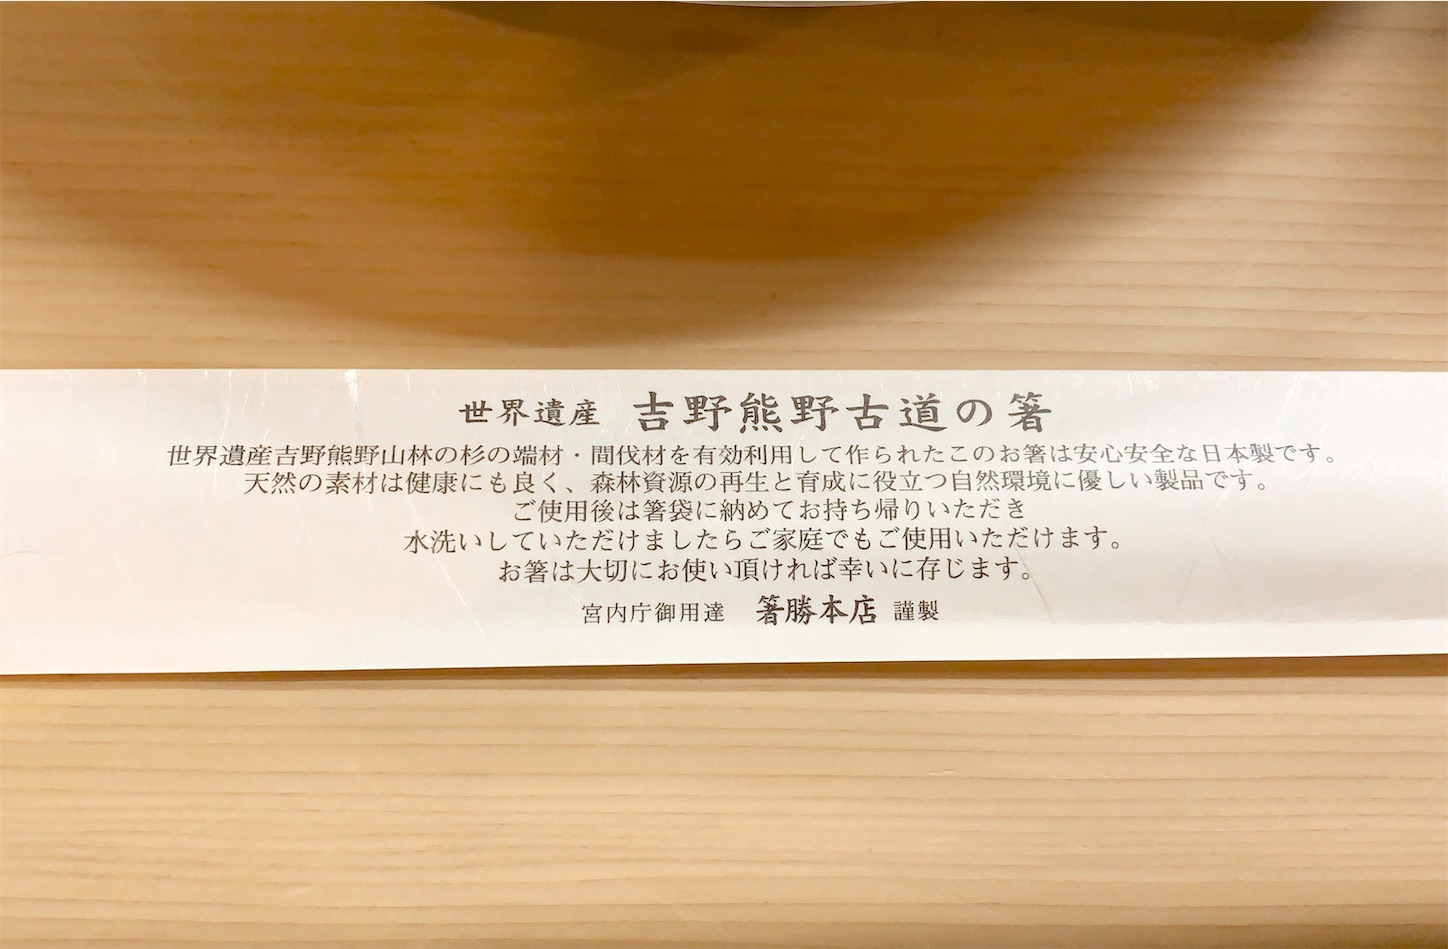 世界遺産 吉野熊野古道の箸
世界遺産吉野熊野山林の杉の端材・間伐材を有効利用して作られたこのお箸は安心安全な日本製です。
天然の素材は健康にも良く、森林資源の再生と育成に役立つ自然環境に優しい製品です。
ご使用後は箸袋に納めてお持ち帰りいただき
水洗いしていただけましたらご家庭でもご使用いただけます。
お箸は大切にお使い頂ければ幸いに存じます。
宮内庁御用達 箸勝本店 謹製